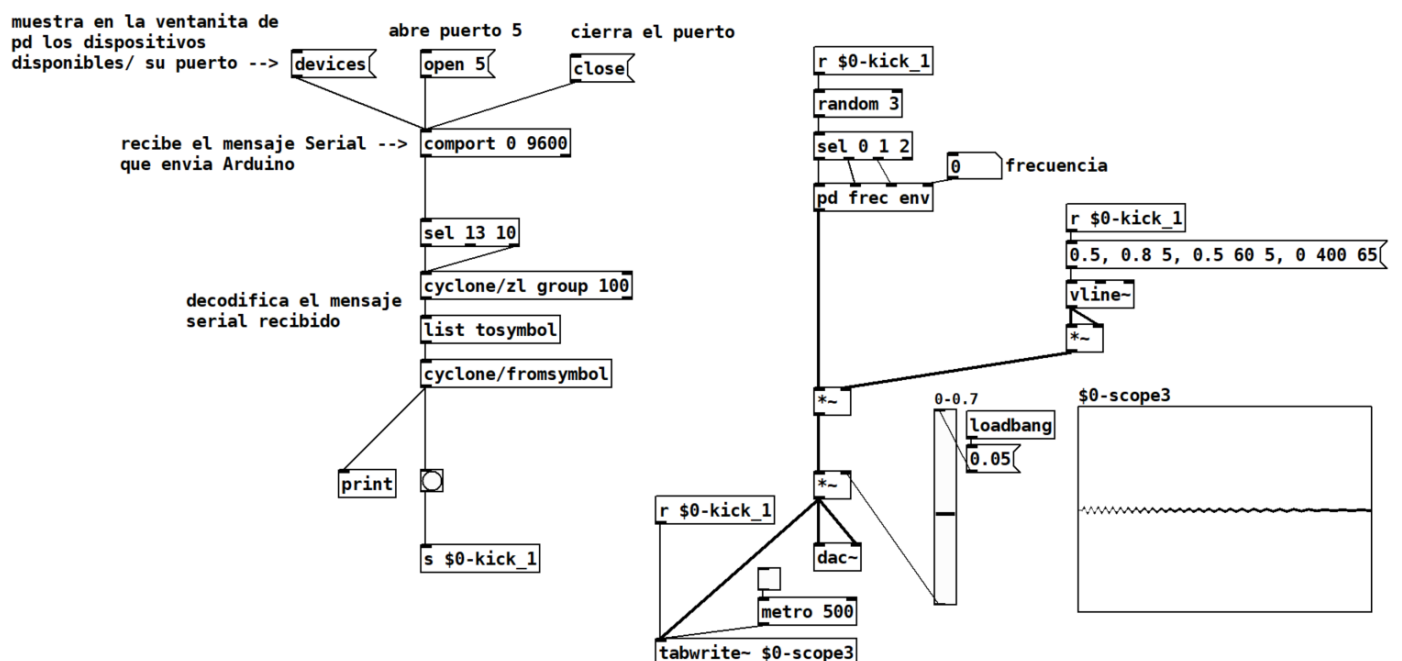 muestra en la ventanita de
pd los dispositivos
disponibles/ su puerto -->
devices
abre puerto 5
open 5
cierra el puerto
close
recibe el mensaje Serial -->
que envia Arduino
comport 0 9600
sel 13 10
cyclone/zl group 100
decodifica el mensaje
serial recibido
list tosymbol
cyclone/fromsymbol
print
s $0-kick_1
r $0-kick_1
random 3
sel 0 1 2
0
frecuencia
pd frec env
r $0-kick_1
0.5, 0.8 5, 0.5 60 5, 0 400 65
vline~
*~
*~
0-0.7
loadbang
0.05
*~
dac~
r $0-kick_1
metro 500
tabwrite~ $0-scope3
$0-scope3